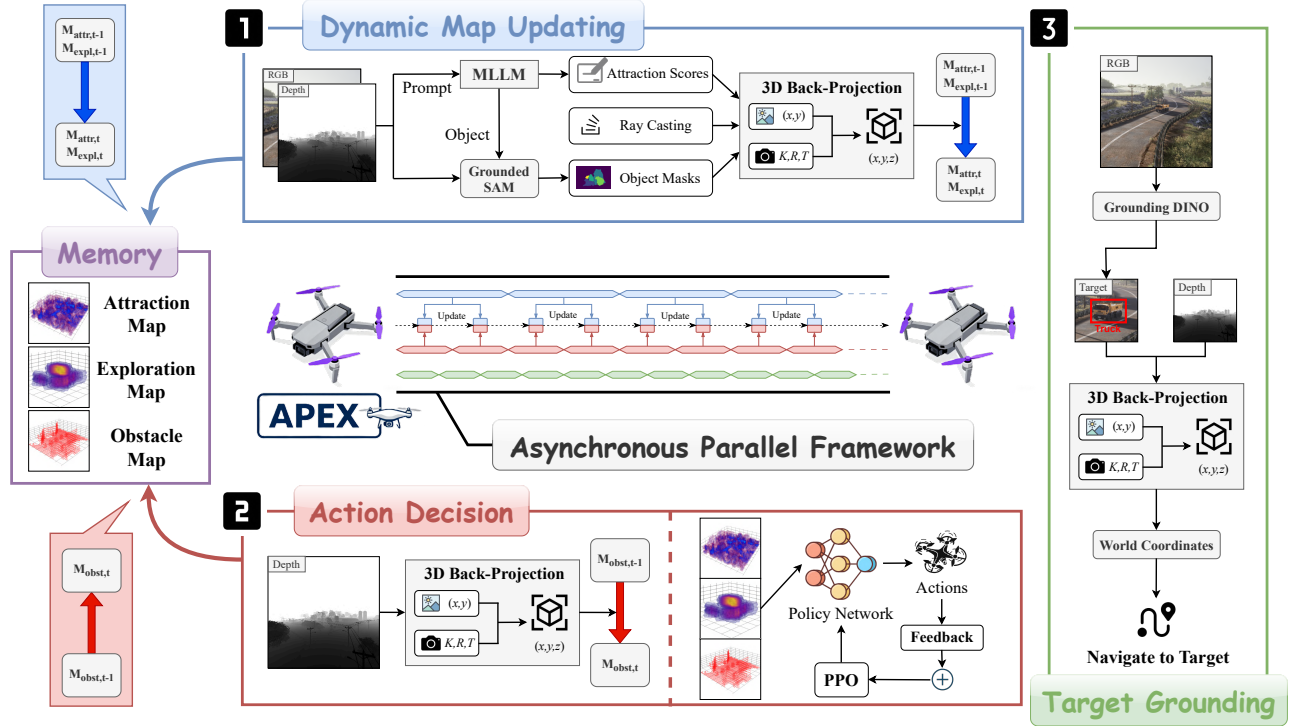 M_attr,t-1
M_expl,t-1
M_attr,t
M_expl,t
1
Dynamic Map Updating
RGB
Depth
Prompt
MLLM
Object
Grounded
SAM
Attraction Scores
Ray Casting
Object Masks
3D Back-Projection
(x,y)
K,R,T
(x,y,z)
M_attr,t-1
M_expl,t-1
M_attr,t
M_expl,t
Memory
Attraction
Map
Exploration
Map
Obstacle
Map
Update
Update
Update
Update
APEX
Asynchronous Parallel Framework
M_obst,t
M_obst,t-1
2
Action Decision
Depth
3D Back-Projection
(x,y)
K,R,T
(x,y,z)
M_obst,t-1
M_obst,t
Policy Network
Actions
Feedback
PPO
3
RGB
Grounding DINO
Target
Truck
Depth
3D Back-Projection
(x,y)
K,R,T
(x,y,z)
World Coordinates
Navigate to Target
Target Grounding